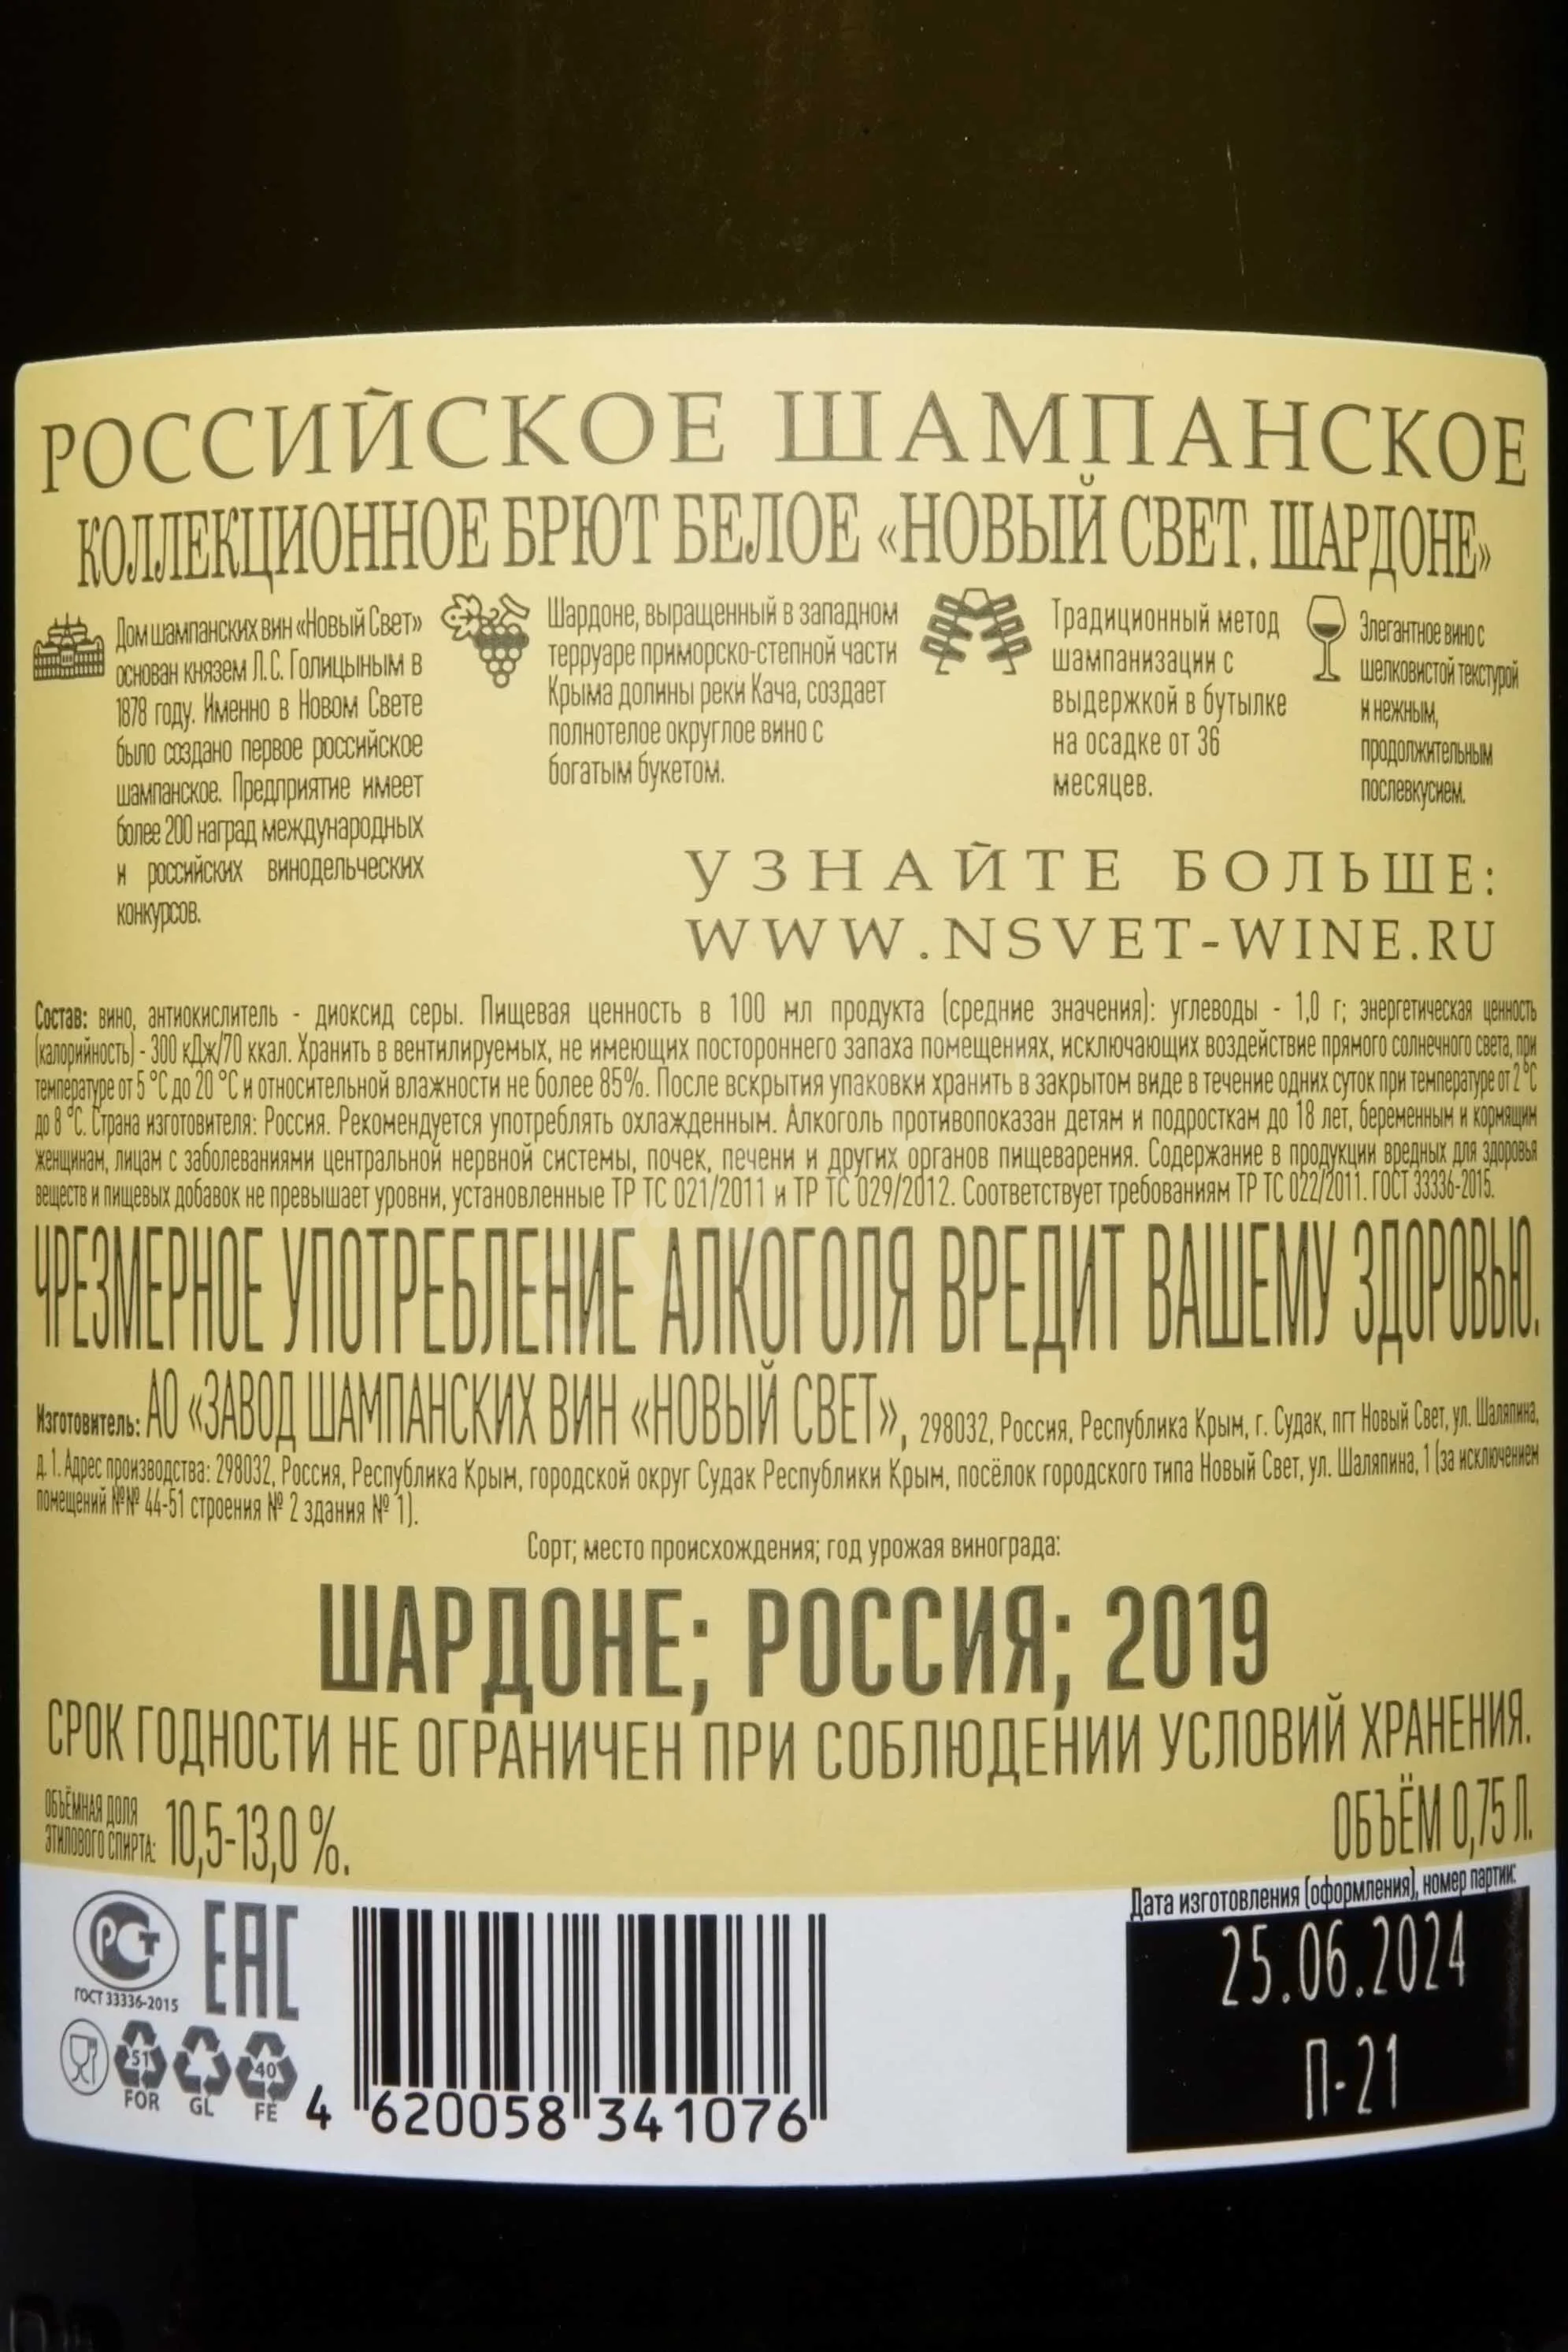 РОССИЙСКОЕ ШАМПАНСКОЕ
КОЛЛЕКЦИОННОЕ БРЮТ БЕЛОЕ «НОВЫЙ СВЕТ. ШАРДОНЕ»
Дом шампанских вин «Новый Свет»
основан князем Л.С. Голицыным в
1878 году. Именно в Новом Свете
было создано первое российское
шампанское. Предприятие имеет
более 200 наград международных
и российских винодельческих
конкурсов.
Шардоне, выращенный в западном
терруаре приморско-степной части
Крыма долины реки Кача, создает
полнотелое округлое вино с
богатым букетом.
Традиционный метод
шампанизации с
выдержкой в бутылке
на осадке от 36
месяцев.
Элегантное вино с
шелковистой текстурой
и нежным,
продолжительным
послевкусием.
УЗНАЙТЕ БОЛЬШЕ:
WWW.NSVET-WINE.RU
Состав: вино, антиокислитель - диоксид серы. Пищевая ценность в 100 мл продукта (средние значения): углеводы - 1,0 г; энергетическая ценность
(калорийность) - 300 кДж/70 ккал. Хранить в вентилируемых, не имеющих постороннего запаха помещениях, исключающих воздействие прямого солнечного света, при
температуре от 5 °С до 20 °С и относительной влажности не более 85%. После вскрытия упаковки хранить в закрытом виде в течение одних суток при температуре от 2 °С
до 8 °С. Страна изготовителя: Россия. Рекомендуется употреблять охлажденным. Алкоголь противопоказан детям и подросткам до 18 лет, беременным и кормящим
женщинам, лицам с заболеваниями центральной нервной системы, почек, печени и других органов пищеварения. Содержание в продукции вредных для здоровья
веществ и пищевых добавок не превышает уровни, установленные ТР ТС 021/2011 и ТР ТС 029/2012. Соответствует требованиям ТР ТС 022/2011. ГОСТ 33336-2015.
ЧРЕЗМЕРНОЕ УПОТРЕБЛЕНИЕ АЛКОГОЛЯ ВРЕДИТ ВАШЕМУ ЗДОРОВЬЮ.
Изготовитель: АО «ЗАВОД ШАМПАНСКИХ ВИН «НОВЫЙ СВЕТ», 298032, Россия, Республика Крым, г. Судак, пгт Новый Свет, ул. Шаляпина,
д. 1. Адрес производства: 298032, Россия, Республика Крым, городской округ Судак Республики Крым, посёлок городского типа Новый Свет, ул. Шаляпина, 1 (за исключением
помещений №№ 44-51 строения № 2 здания № 1).
Сорт; место происхождения; год урожая винограда:
ШАРДОНЕ; РОССИЯ; 2019
СРОК ГОДНОСТИ НЕ ОГРАНИЧЕН ПРИ СОБЛЮДЕНИИ УСЛОВИЙ ХРАНЕНИЯ.
ОБЪЁМНАЯ ДОЛЯ
ЭТИЛОВОГО СПИРТА: 10,5-13,0 %.
ОБЪЁМ 0,75 Л.
Дата изготовления (оформления), номер партии:
25.06.2024
П-21
РСТ
ГОСТ 33336-2015
ЕАС
51
FOR
GL
40
FE
4 620058 341076